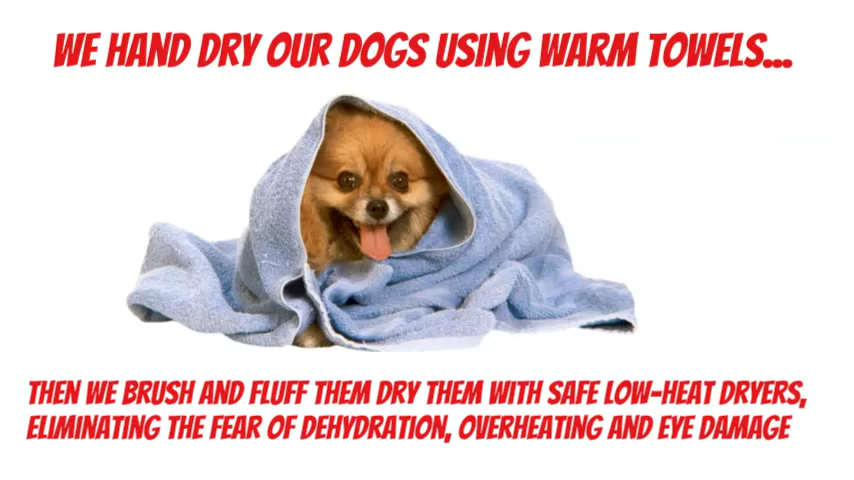 WE HAND DRY OUR DOGS USING WARM TOWELS...
THEN WE BRUSH AND FLUFF THEM DRY THEM WITH SAFE LOW-HEAT DRYERS,
ELIMINATING THE FEAR OF DEHYDRATION, OVERHEATING AND EYE DAMAGE